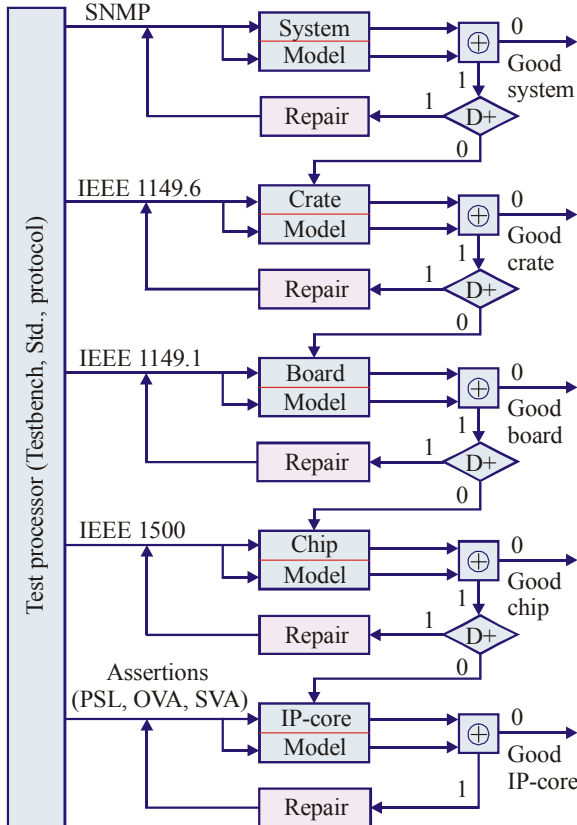 Test processor (Testbench, Std., protocol)
SNMP
System
Model
0
Good
system
1
D+
1
Repair
0
IEEE 1149.6
Crate
Model
0
Good
crate
1
D+
1
Repair
0
IEEE 1149.1
Board
Model
0
Good
board
1
D+
1
Repair
0
IEEE 1500
Chip
Model
0
Good
chip
1
D+
1
Repair
0
Assertions
(PSL, OVA, SVA)
IP-core
Model
0
Good
IP-core
1
Repair